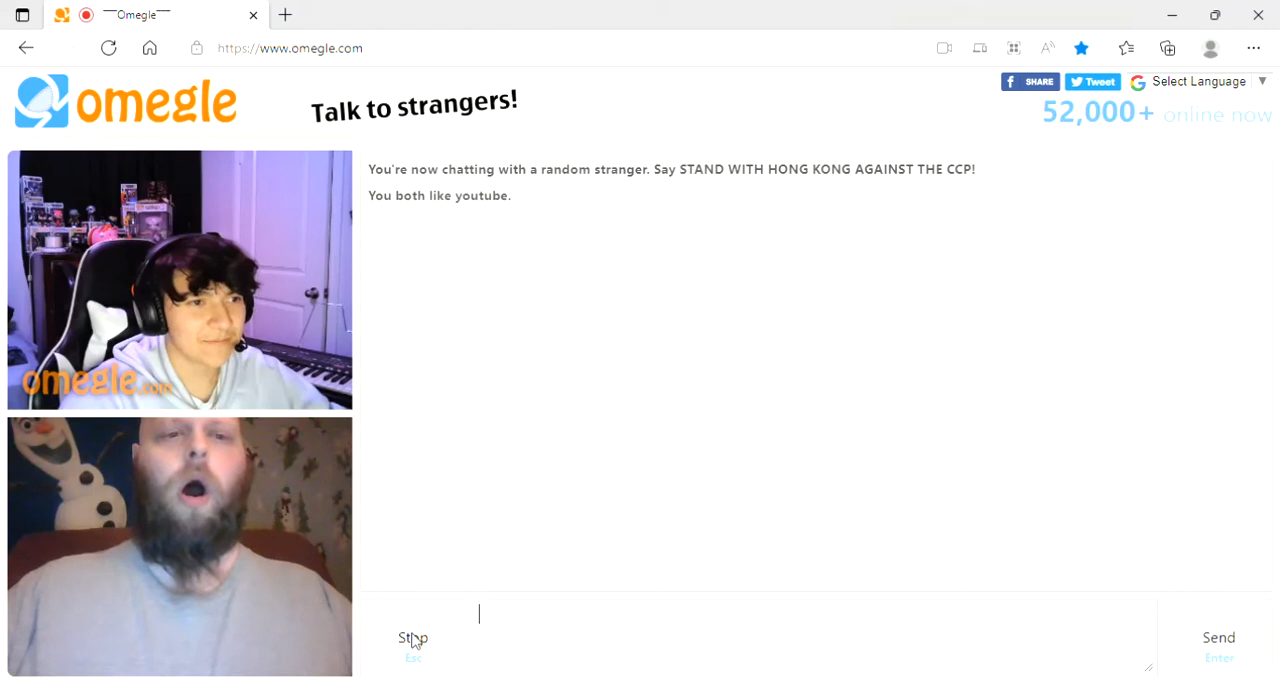 Omegle
https://www.omegle.com
omegle
Talk to strangers!
SHARE
Tweet
Select Language
52,000+ online now
You're now chatting with a random stranger. Say STAND WITH HONG KONG AGAINST THE CCP!
You both like youtube.
omegle.com
Stop
Esc
Send
Enter